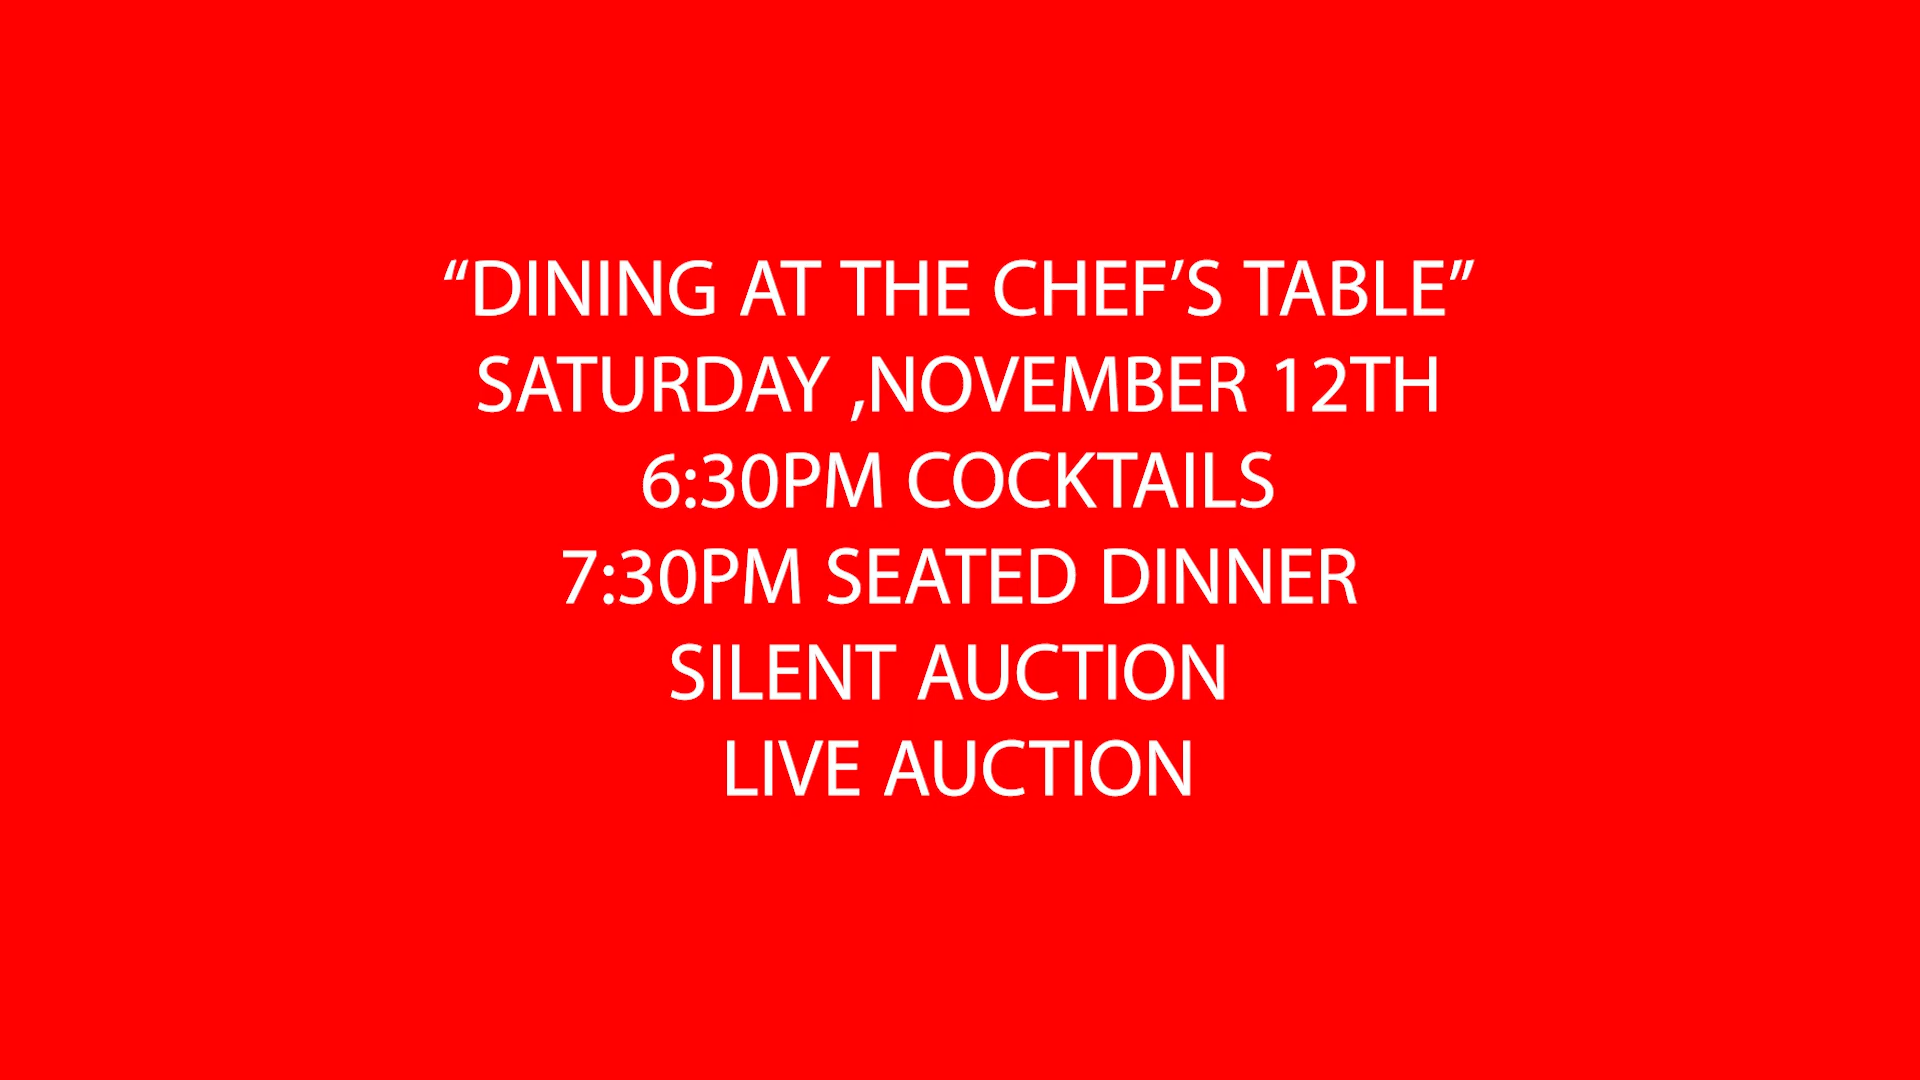 “DINING AT THE CHEF’S TABLE”
SATURDAY ,NOVEMBER 12TH
6:30PM COCKTAILS
7:30PM SEATED DINNER
SILENT AUCTION
LIVE AUCTION